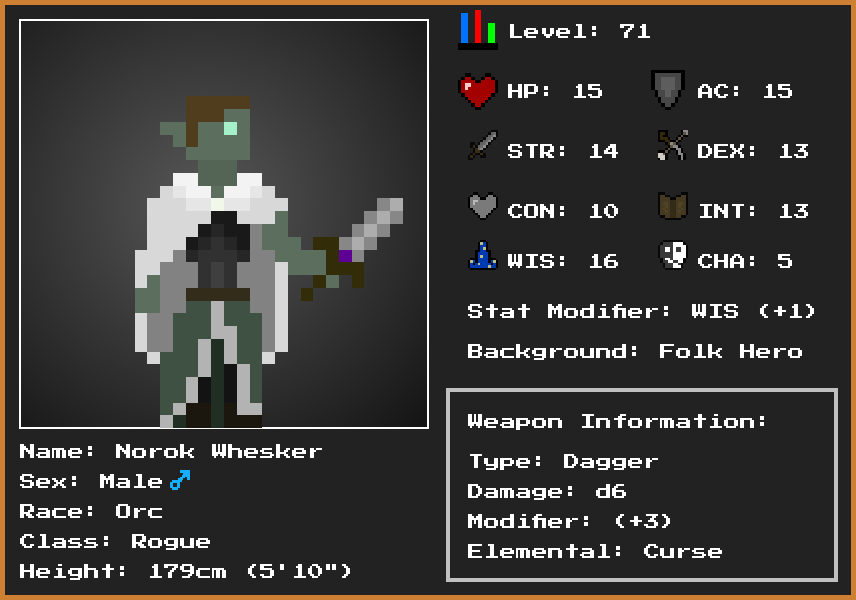 Level: 71
HP: 15
AC: 15
STR: 14
DEX: 13
CON: 10
INT: 13
WIS: 16
CHA: 5
Stat Modifier: WIS (+1)
Background: Folk Hero
Weapon Information:
Type: Dagger
Damage: d6
Modifier: (+3)
Elemental: Curse
Name: Norok Whesker
Sex: Male♂
Race: Orc
Class: Rogue
Height: 179cm (5'10")